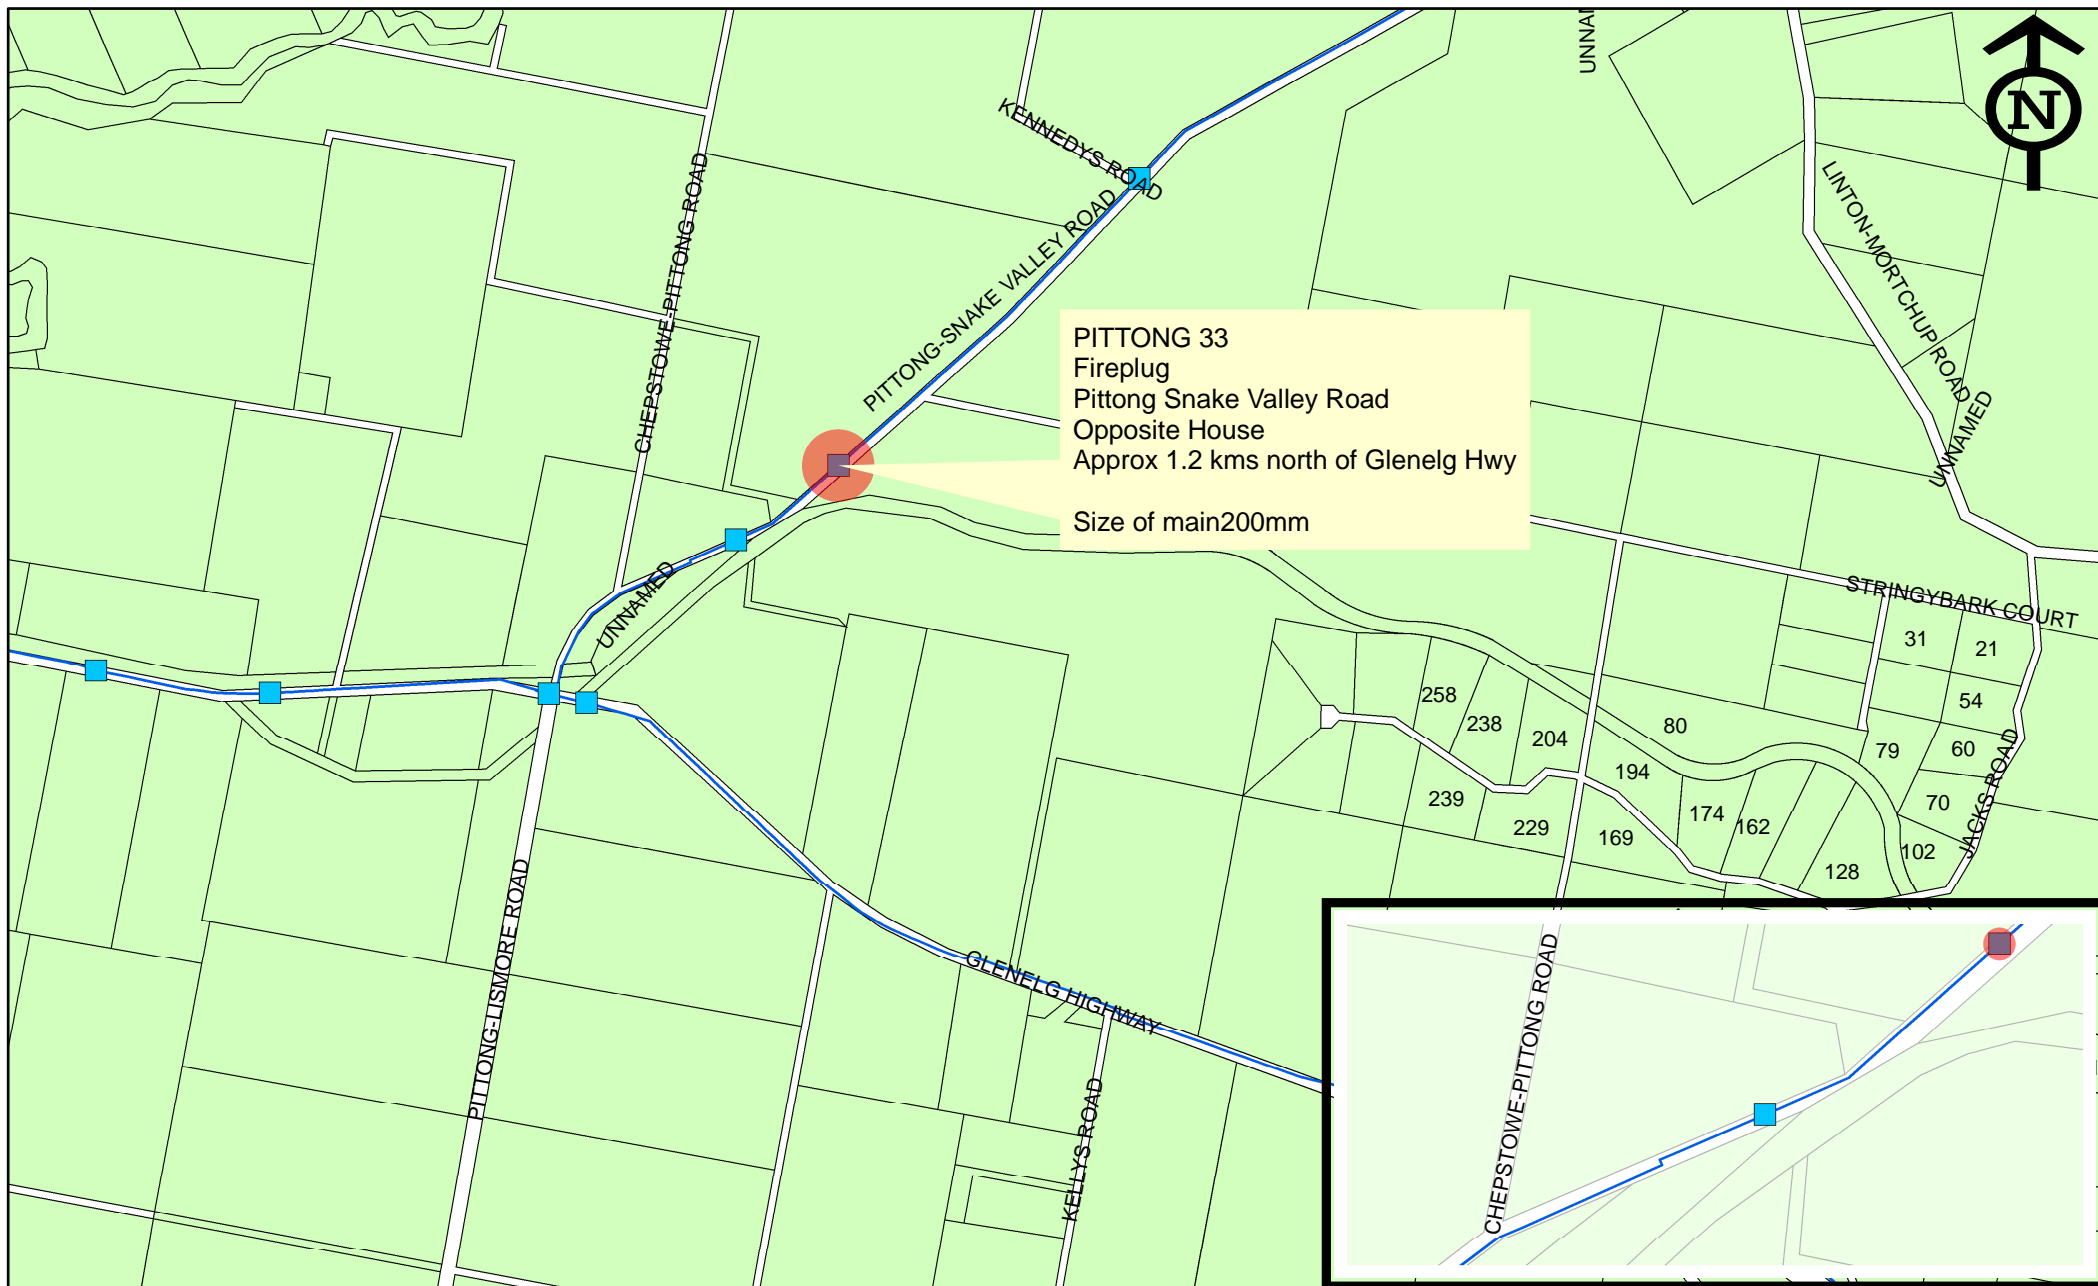 UNNAM
N
KENNEDYS ROAD
CHEPSTOWE-PITTONG ROAD
PITTONG-SNAKE VALLEY ROAD
LINTON-MORTCHUP ROAD
UNNAMED
PITTONG 33
Fireplug
Pittong Snake Valley Road
Opposite House
Approx 1.2 kms north of Glenelg Hwy
Size of main200mm
UNNAMED
STRINGYBARK COURT
31
21
54
258
238
204
80
79
60
194
239
229
169
174
162
70
102
128
JACKS ROAD
PITTONG-LISMORE ROAD
GLENELG HIGHWAY
KELLYS ROAD
CHEPSTOWE-PITTONG ROAD